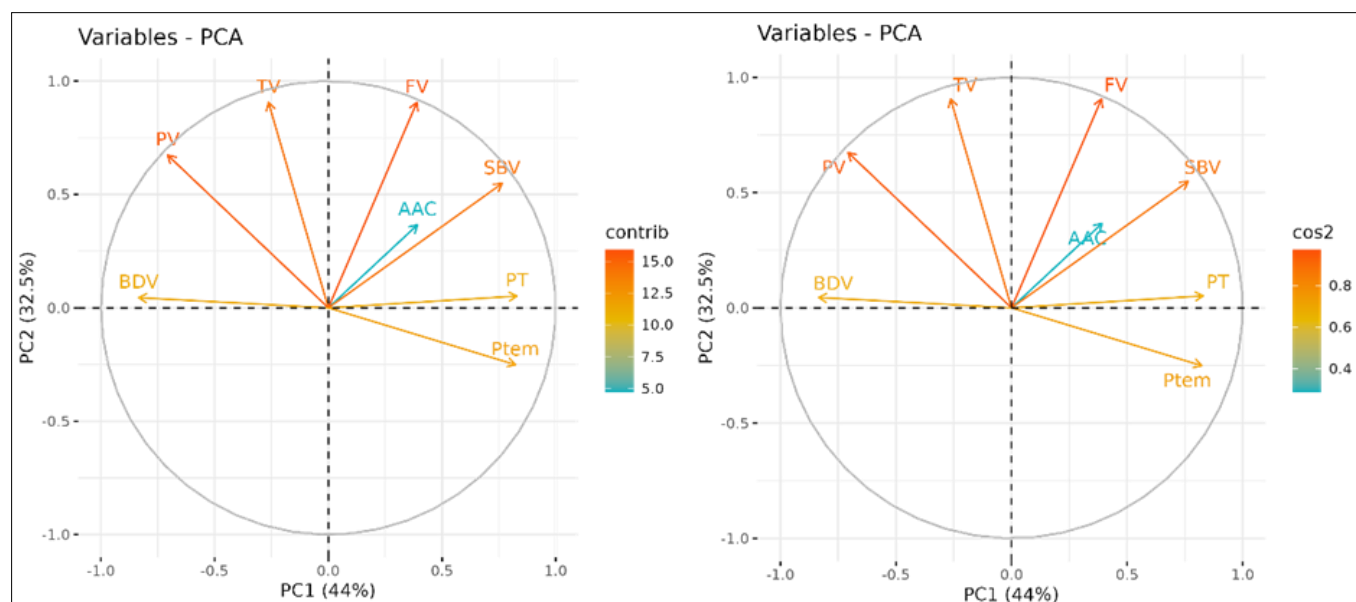 Variables - PCA
1.0
0.5
0.0
-0.5
-1.0
PC2 (32.5%)
TV
FV
PV
SBV
AAC
BDV
PT
Ptem
-1.0
-0.5
0.0
0.5
1.0
PC1 (44%)
contrib
15.0
12.5
10.0
7.5
5.0
Variables - PCA
1.0
0.5
0.0
-0.5
-1.0
PC2 (32.5%)
TV
FV
PV
SBV
AAC
BDV
PT
Ptem
-1.0
-0.5
0.0
0.5
1.0
PC1 (44%)
cos2
0.8
0.6
0.4